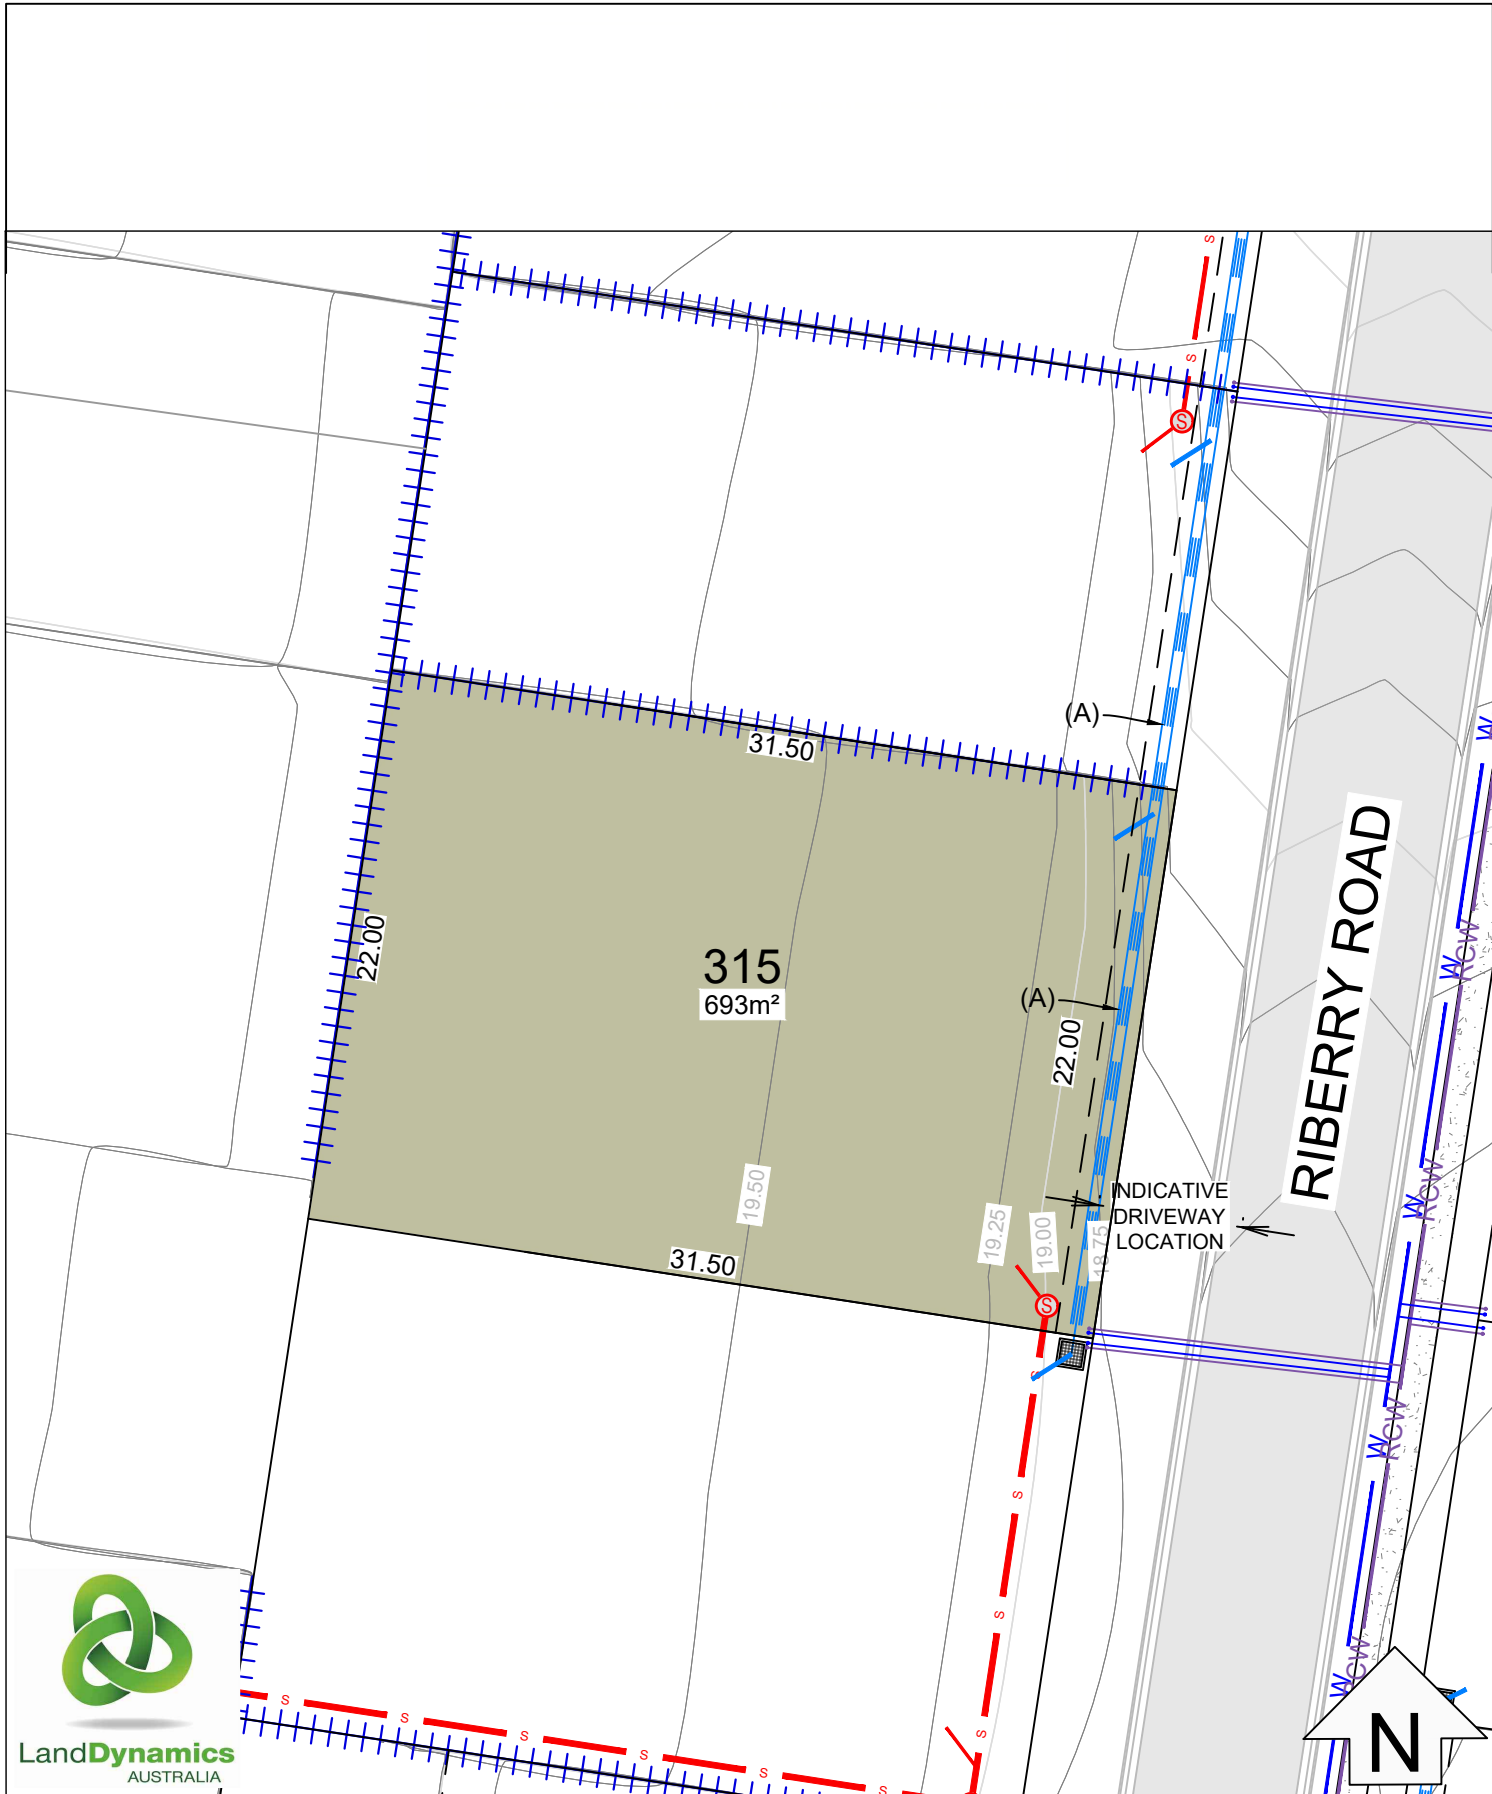 S
S
S
(A)
31.50
RIBERRY ROAD
W
22.00
315
693m²
RCW
W
(A)
22.00
19.50
19.25
19.00
18.75
INDICATIVE
DRIVEWAY
LOCATION
RCW
W
31.50
S
S
RCW
W
S
S
RCW
W
S
S
S
S
S
S
S
N
LandDynamics
AUSTRALIA